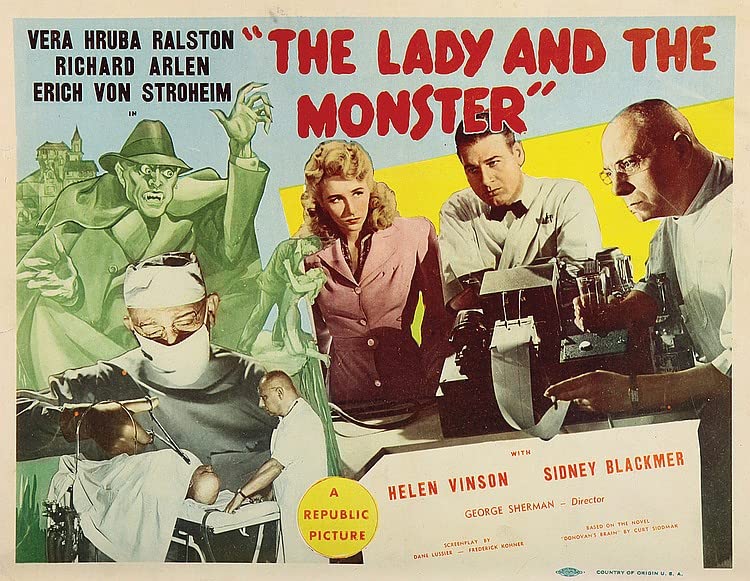 VERA HRUBA RALSTON
RICHARD ARLEN
ERICH VON STROHEIM
IN
"THE LADY AND THE
MONSTER"
WITH
HELEN VINSON SIDNEY BLACKMER
GEORGE SHERMAN – Director
SCREENPLAY BY
DANE LUSSIER – FREDERICK KOHNER
BASED ON THE NOVEL
"DONOVAN'S BRAIN" BY CURT SIODMAK
A
REPUBLIC
PICTURE
COUNTRY OF ORIGIN U. S. A.